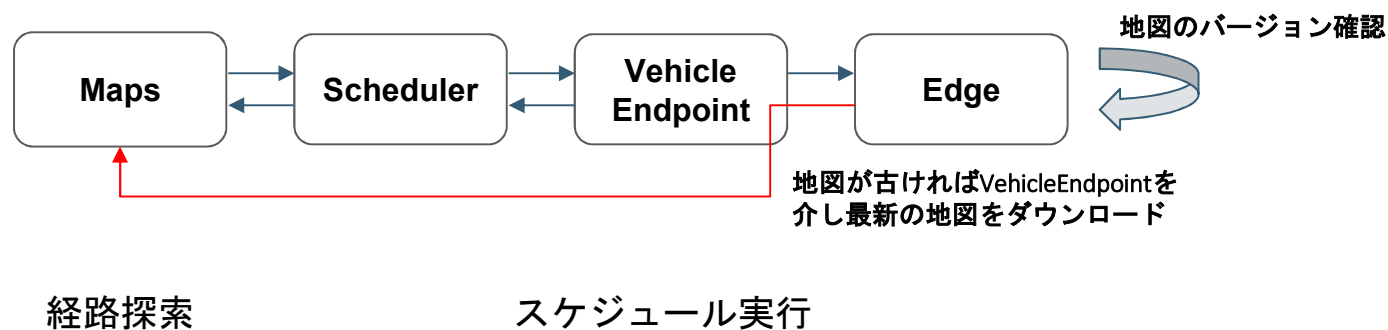 地図のバージョン確認
Maps
Scheduler
Vehicle
Endpoint
Edge
地図が古ければVehicleEndpointを
介し最新の地図をダウンロード
経路探索
スケジュール実行